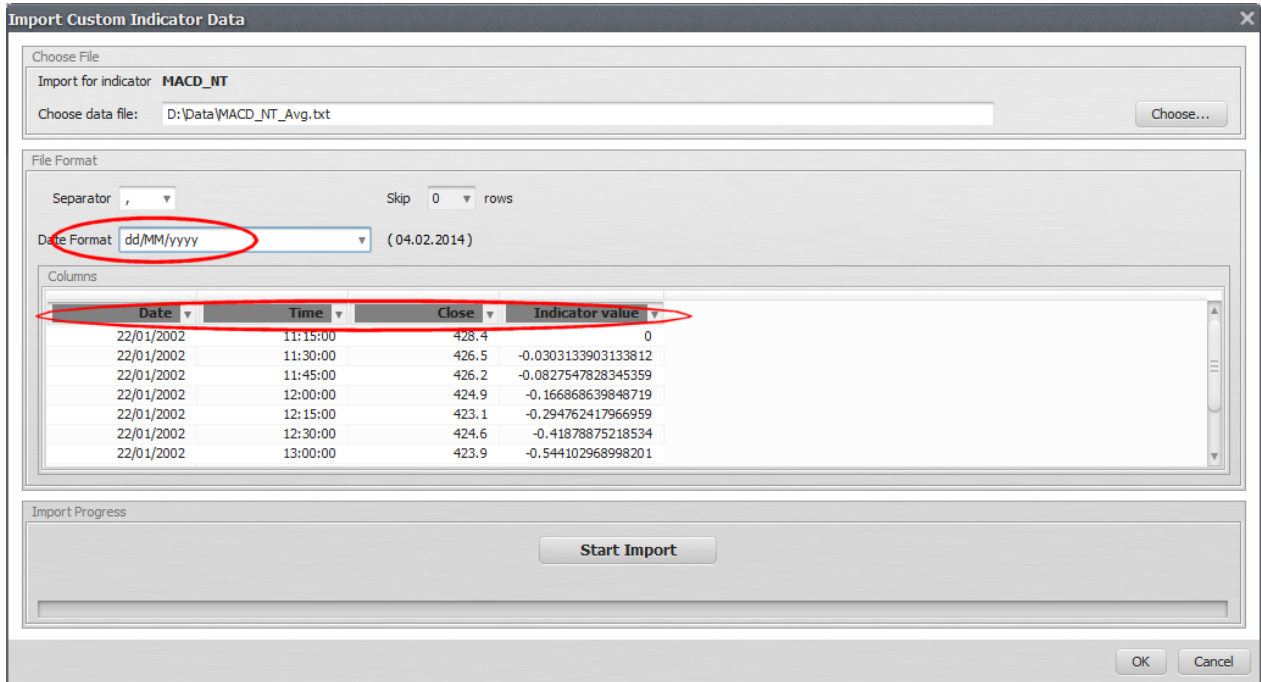 Import Custom Indicator Data
Choose File
Import for indicator MACD_NT
Choose data file: D:\Data\MACD_NT_Avg.txt Choose...
File Format
Separator , Skip 0 rows
Date Format dd/MM/yyyy ( 04.02.2014 )
Columns
Date Time Close Indicator value
22/01/2002 11:15:00 428.4 0
22/01/2002 11:30:00 426.5 -0.0303133903133812
22/01/2002 11:45:00 426.2 -0.0827547828345359
22/01/2002 12:00:00 424.9 -0.166868639848719
22/01/2002 12:15:00 423.1 -0.294762417966959
22/01/2002 12:30:00 424.6 -0.41878875218534
22/01/2002 13:00:00 423.9 -0.544102968998201
Import Progress
Start Import
OK Cancel